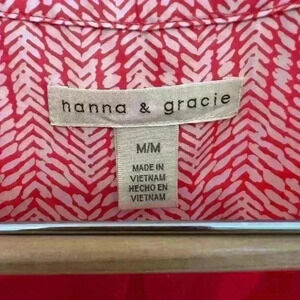 hanna & gracie
M/M
MADE IN
VIETNAM
HECHO EN
VIETNAM